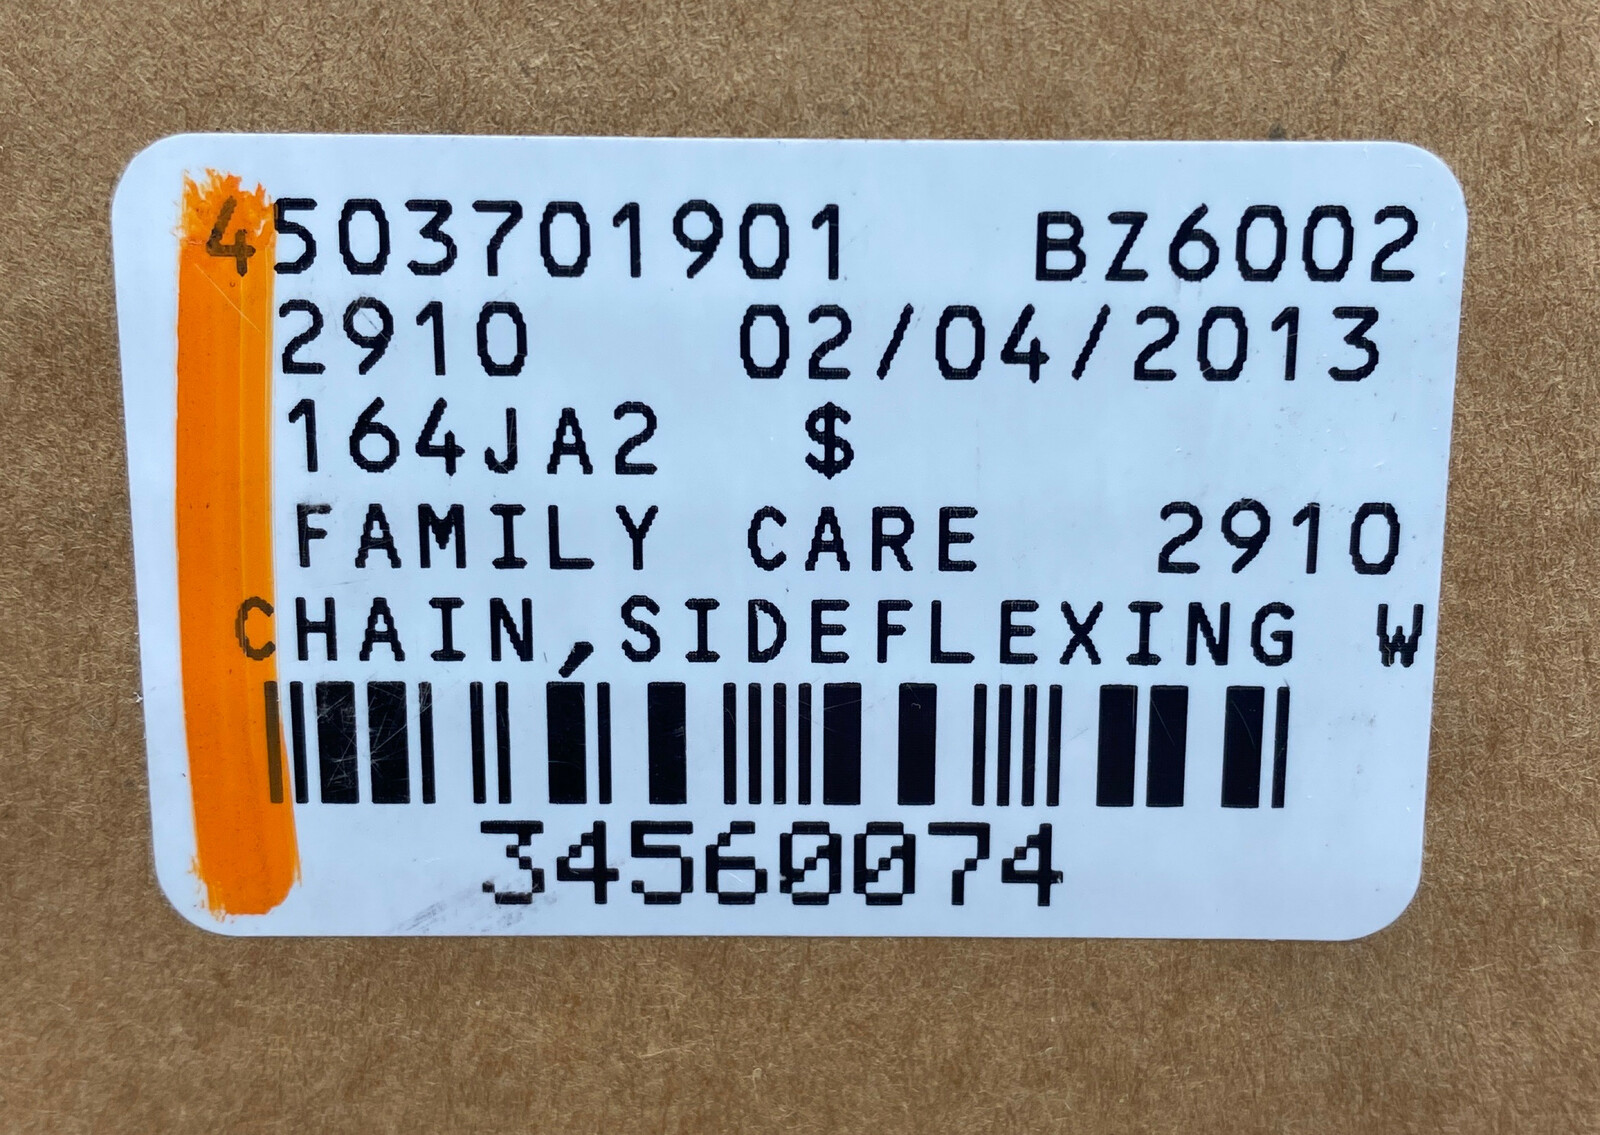 4503701901 BZ6002
2910 02/04/2013
164JA2 $
FAMILY CARE 2910
CHAIN,SIDEFLEXING W
34560074